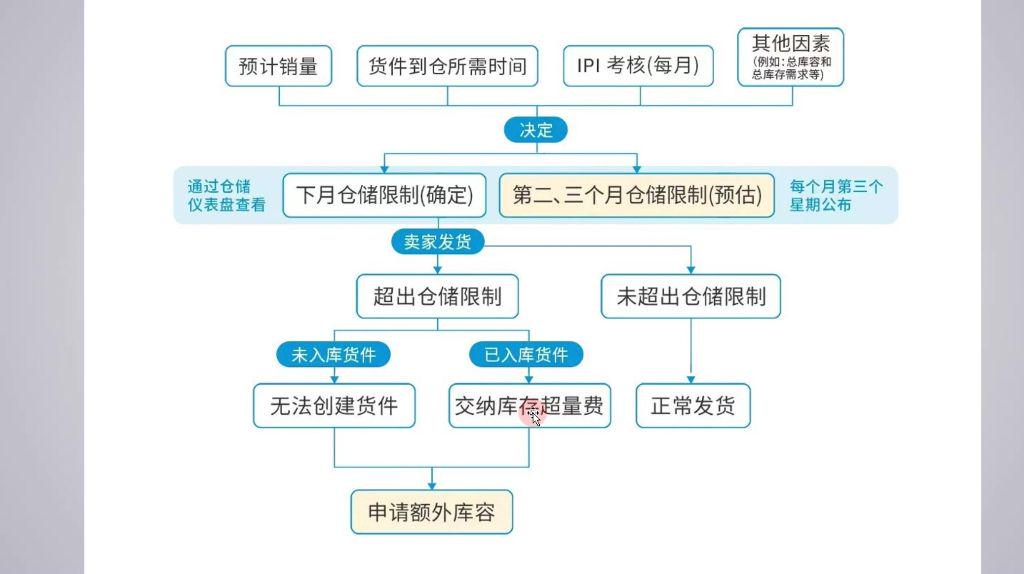 预计销量
货件到仓所需时间
IPI 考核(每月)
其他因素
(例如:总库容和
总库存需求等)
决定
通过仓储
仪表盘查看
下月仓储限制(确定)
第二、三个月仓储限制(预估)
每个月第三个
星期公布
卖家发货
超出仓储限制
未超出仓储限制
未入库货件
已入库货件
无法创建货件
交纳库存超量费
正常发货
申请额外库容